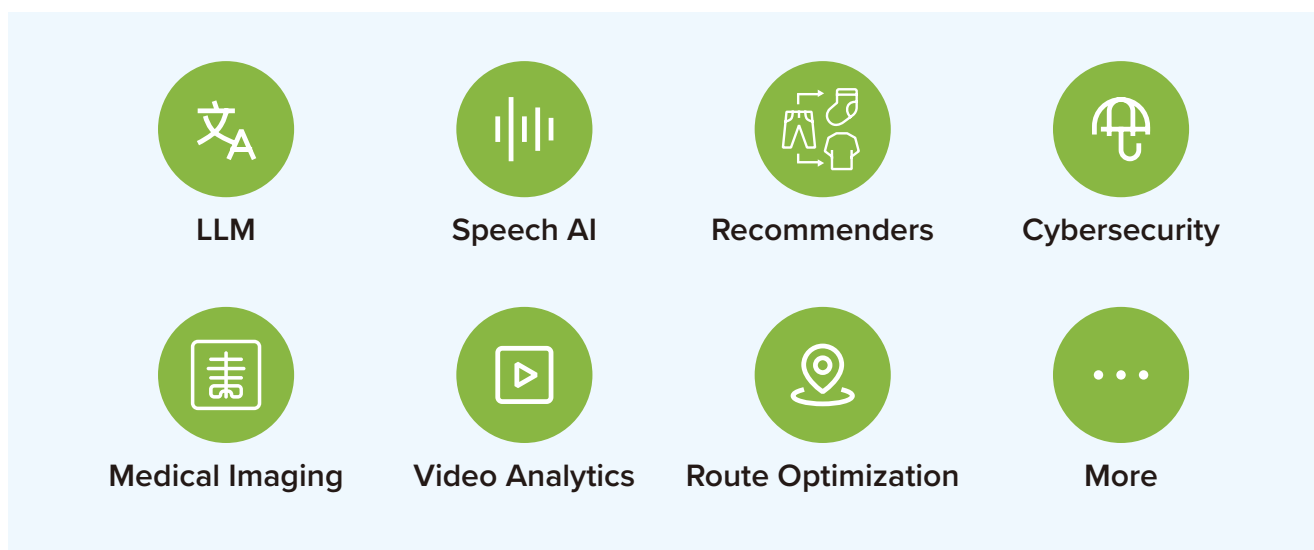 文A
LLM
Speech AI
Recommenders
Cybersecurity
Medical Imaging
Video Analytics
Route Optimization
More